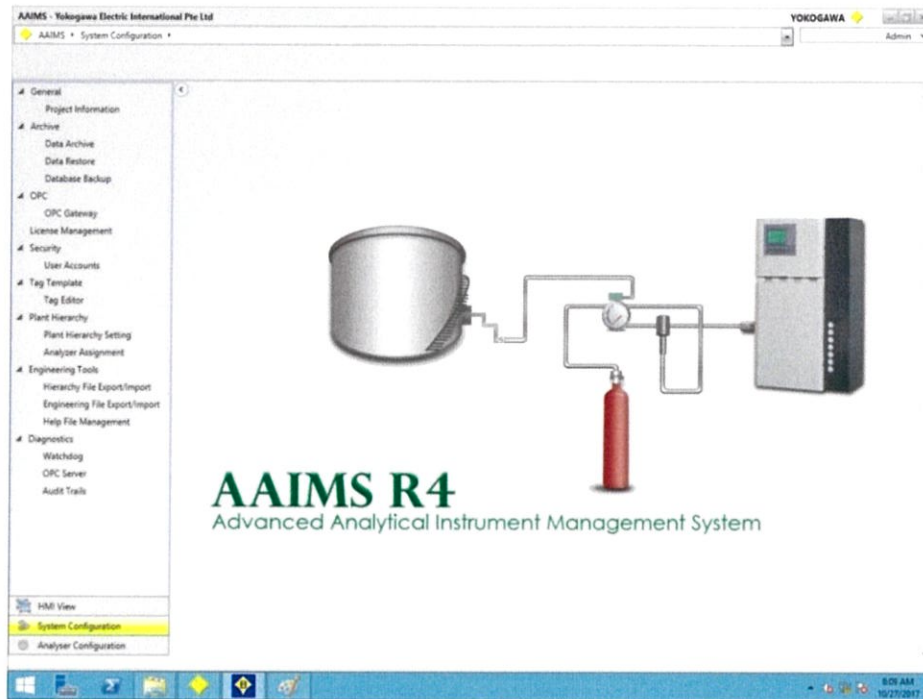 AAIMS - Yokogawa Electric International Pte Ltd
YOKOGAWA
AAIMS • System Configuration •
Admin
General
Project Information
Archive
Data Archive
Data Restore
Database Backup
OPC
OPC Gateway
License Management
Security
User Accounts
Tag Template
Tag Editor
Plant Hierarchy
Plant Hierarchy Setting
Analyzer Assignment
Engineering Tools
Hierarchy File Export/Import
Engineering File Export/Import
Help File Management
Diagnostics
Watchdog
OPC Server
Audit Trails
AAIMS R4
Advanced Analytical Instrument Management System
HMI View
System Configuration
Analyser Configuration